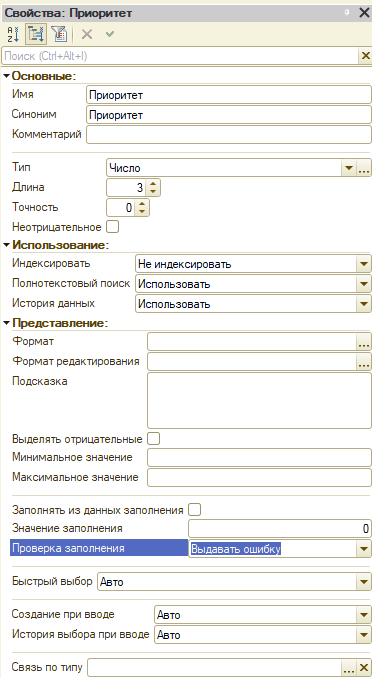 Свойства: Приоритет
Поиск (Ctrl+Alt+I)
Основные:
Имя Приоритет
Синоним Приоритет
Комментарий
Тип Число
Длина 3
Точность 0
Неотрицательное
Использование:
Индексировать Не индексировать
Полнотекстовый поиск Использовать
История данных Использовать
Представление:
Формат
Формат редактирования
Подсказка
Выделять отрицательные
Минимальное значение
Максимальное значение
Заполнять из данных заполнения
Значение заполнения 0
Проверка заполнения Выдавать ошибку
Быстрый выбор Авто
Создание при вводе Авто
История выбора при вводе Авто
Связь по типу